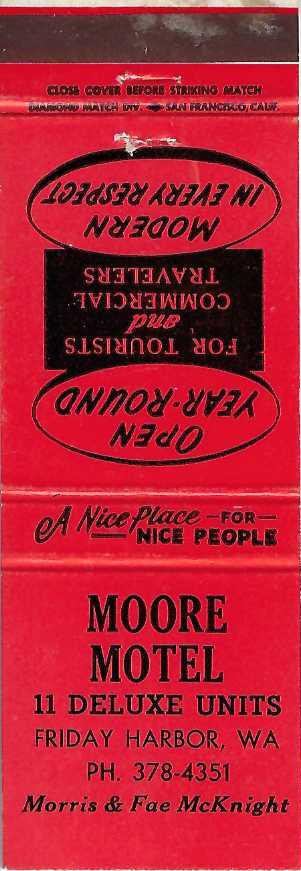 CLOSE COVER BEFORE STRIKING MATCH
DIAMOND MATCH DIV. SAN FRANCISCO, CALIF.
OPEN
YEAR-ROUND
FOR TOURISTS
and
COMMERCIAL
TRAVELERS
MODERN
IN EVERY RESPECT
A Nice Place —FOR—
NICE PEOPLE
MOORE
MOTEL
11 DELUXE UNITS
FRIDAY HARBOR, WA
PH. 378-4351
Morris & Fae McKnight